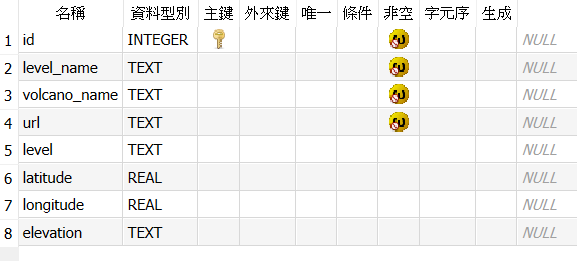 名稱 資料型別 主鍵 外來鍵 唯一 條件 非空 字元序 生成
1 id INTEGER NULL
2 level_name TEXT NULL
3 volcano_name TEXT NULL
4 url TEXT NULL
5 level TEXT NULL
6 latitude REAL NULL
7 longitude REAL NULL
8 elevation TEXT NULL